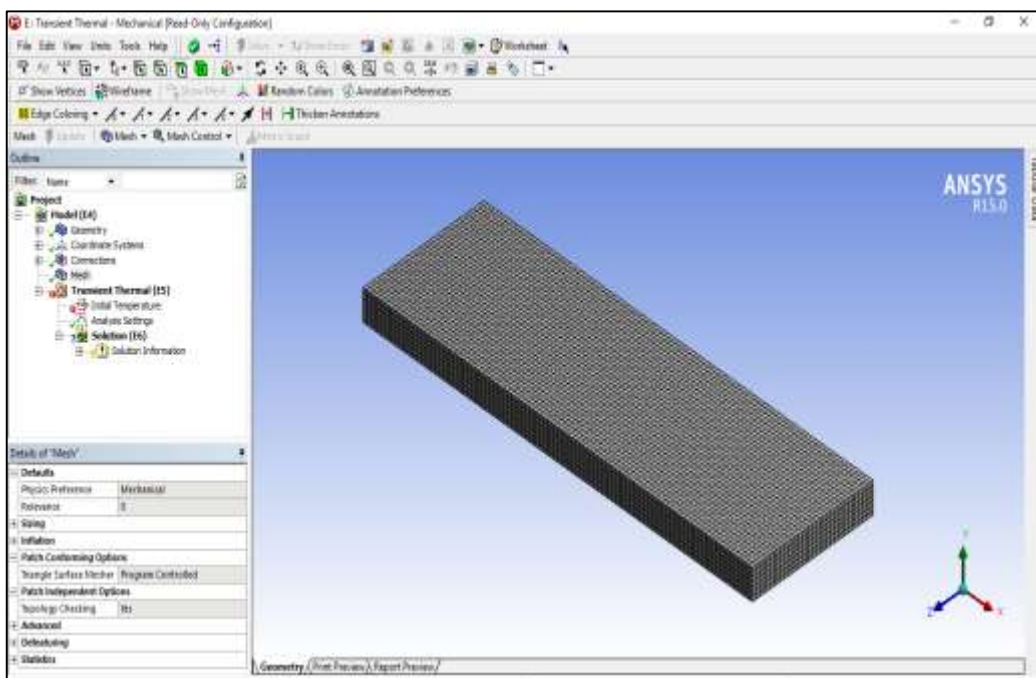 E: Transient Thermal - Mechanical [Read-Only Configuration]
File Edit View Units Tools Help
Worksheet
Show Vertices Wireframe Show Mesh Random Colors Annotation Preferences
Edge Coloring Thicken Annotations
Mesh Update Mesh Mesh Control
Outline
Filter: Name
Project
Model (E4)
Geometry
Coordinate Systems
Connections
Mesh
Transient Thermal (E5)
Initial Temperature
Analysis Settings
Solution (E6)
Solution Information
Details of "Mesh"
Defaults
Physics Preference Mechanical
Relevance 0
Sizing
Inflation
Patch Conforming Options
Triangle Surface Mesher Program Controlled
Patch Independent Options
Topology Checking Yes
Advanced
Defeaturing
Statistics
ANSYS
R15.0
Y
Z
X
Geometry Print Preview Report Preview